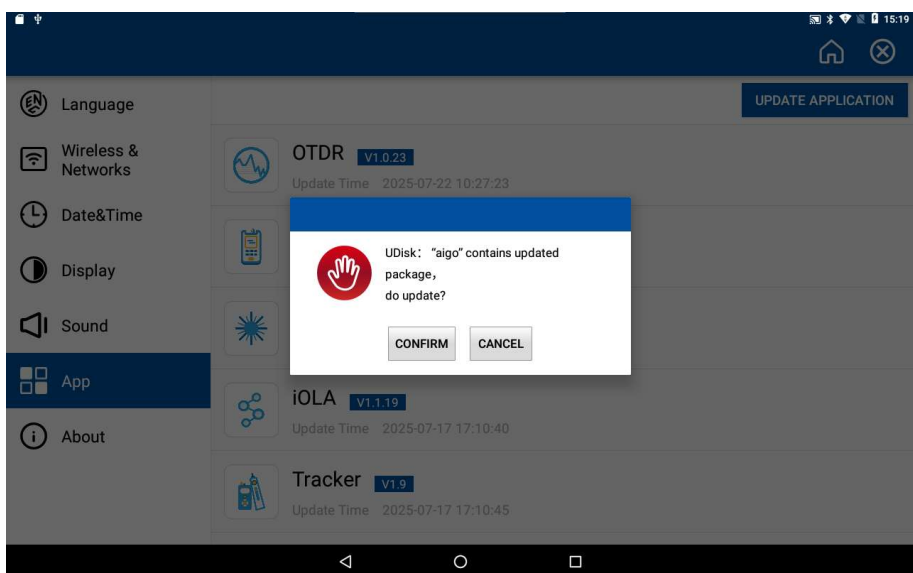 15:19
EN
Language
UPDATE APPLICATION
Wireless &
Networks
OTDR V1.0.23
Update Time 2025-07-22 10:27:23
Date&Time
Display
UDisk： “aigo” contains updated
package，
do update?
CONFIRM CANCEL
Sound
App
iOLA V1.1.19
Update Time 2025-07-17 17:10:40
About
Tracker V1.9
Update Time 2025-07-17 17:10:45